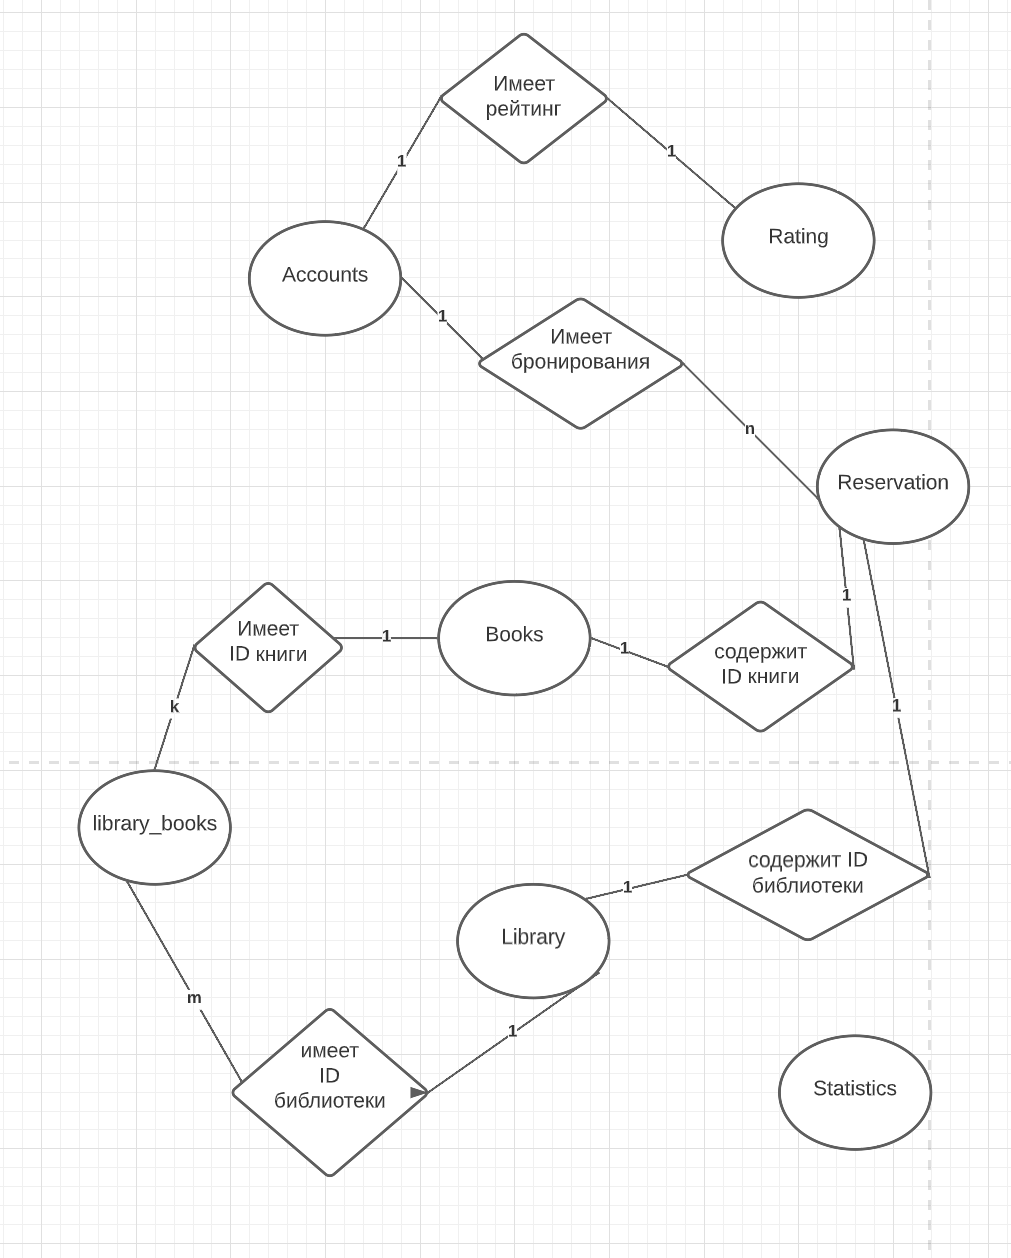 Имеет
рейтинг
1
1
Rating
Accounts
1
Имеет
бронирования
n
Reservation
1
Имеет
ID книги
1
Books
1
содержит
ID книги
k
1
library_books
содержит ID
библиотеки
1
Library
m
1
имеет
ID
библиотеки
Statistics